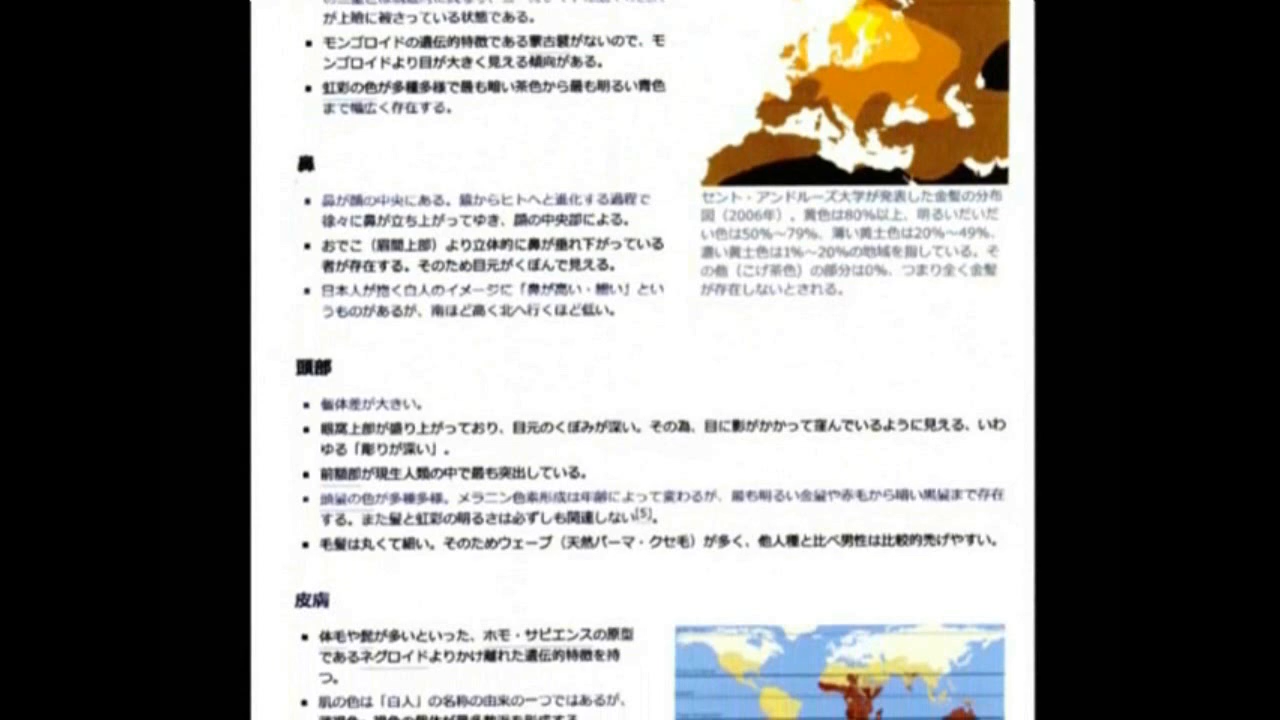 が上瞼に被さっている状態である。
モンゴロイドの遺伝的特徴である蒙古襞がないので、モ
ンゴロイドより目が大きく見える傾向がある。
虹彩の色が多種多様で最も暗い茶色から最も明るい青色
まで幅広く存在する。
鼻
鼻が顔の中央にある。猿からヒトへと進化する過程で
徐々に鼻が立ち上がってゆき、顔の中央部による。
おでこ（眉間上部）より立体的に鼻が垂れ下がっている
者が存在する。そのため目元がくぼんで見える。
日本人が抱く白人のイメージに「鼻が高い・細い」とい
うものがあるが、南ほど高く北へ行くほど低い。
セント・アンドルーズ大学が発表した金髪の分布
図（2006年）。黄色は80%以上、明るいだいだ
い色は50%～79%、薄い黄土色は20%～49%、
濃い黄土色は1%～20%の地域を指している。そ
の他（こげ茶色）の部分は0%、つまり全く金髪
が存在しないとされる。
頭部
個体差が大きい。
眼窩上部が盛り上がっており、目元のくぼみが深い。その為、目に影がかかって窪んでいるように見える、いわ
ゆる「彫りが深い」。
前頭部が現生人類の中で最も突出している。
頭髪の色が多種多様。メラニン色素形成は年齢によって変わるが、最も明るい金髪や赤毛から暗い黒髪まで存在
する。また髪と虹彩の明るさは必ずしも関連しない[5]。
毛髪は丸くて細い。そのためウェーブ（天然パーマ・クセ毛）が多く、他人種と比べ男性は比較的禿げやすい。
皮膚
体毛や髭が多いといった、ホモ・サピエンスの原型
であるネグロイドよりかけ離れた遺伝的特徴を持
つ。
肌の色は「白人」の名称の由来の一つではあるが、